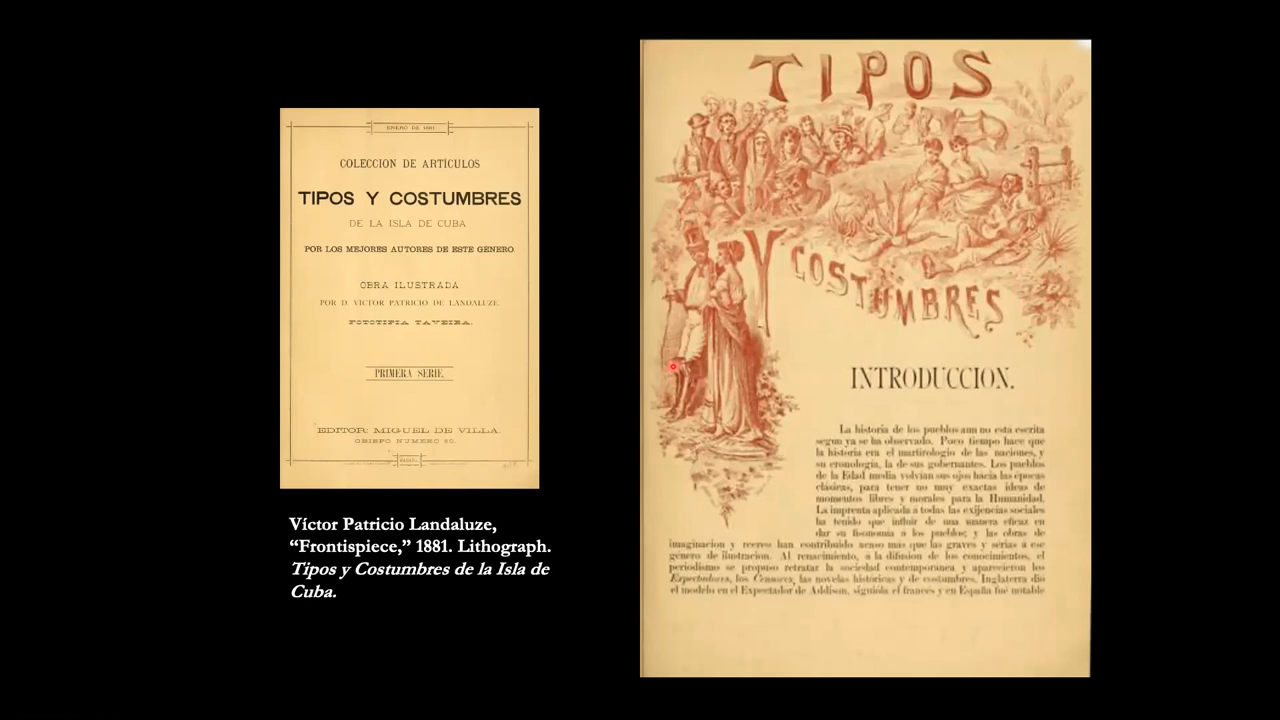 ENERO DE 1881
COLECCION DE ARTÍCULOS
TIPOS Y COSTUMBRES
DE LA ISLA DE CUBA
POR LOS MEJORES AUTORES DE ESTE GÉNERO.
OBRA ILUSTRADA
POR D. VICTOR PATRICIO DE LANDALUZE.
FOTOTIPIA TAVEIRA.
PRIMERA SERIE.
EDITOR: MIGUEL DE VILLA.
OBISPO NUMERO 60.
Víctor Patricio Landaluze,
“Frontispiece,” 1881. Lithograph.
Tipos y Costumbres de la Isla de
Cuba.
TIPOS
Y COSTUMBRES
INTRODUCCION.
La historia de los pueblos aun no está escrita
segun ya se ha observado. Poco tiempo hace que
la historia era el martirologio de las naciones, y
su cronologia, la de sus gobernantes. Los pueblos
de la Edad media volvian sus ojos hacia las épocas
clásicas, para tener no muy exactas ideas de
momentos libres y morales para la Humanidad.
La imprenta aplicada á todas las exijencias sociales
ha tenido que influir de una manera eficaz en
dar su fisonomia á los pueblos; y las obras de
imaginacion y recreo han contribuido acaso más que las graves y sérias á ese
género de ilustracion. Al renacimiento, á la difusion de los conocimientos, el
periodismo se propuso retratar la sociedad contemporánea y aparecieron los
Expectadores, los Censores, las novelas históricas y de costumbres. Inglaterra dió
el modelo en el Expectador de Addison, siguióla el frances y en España fué notable